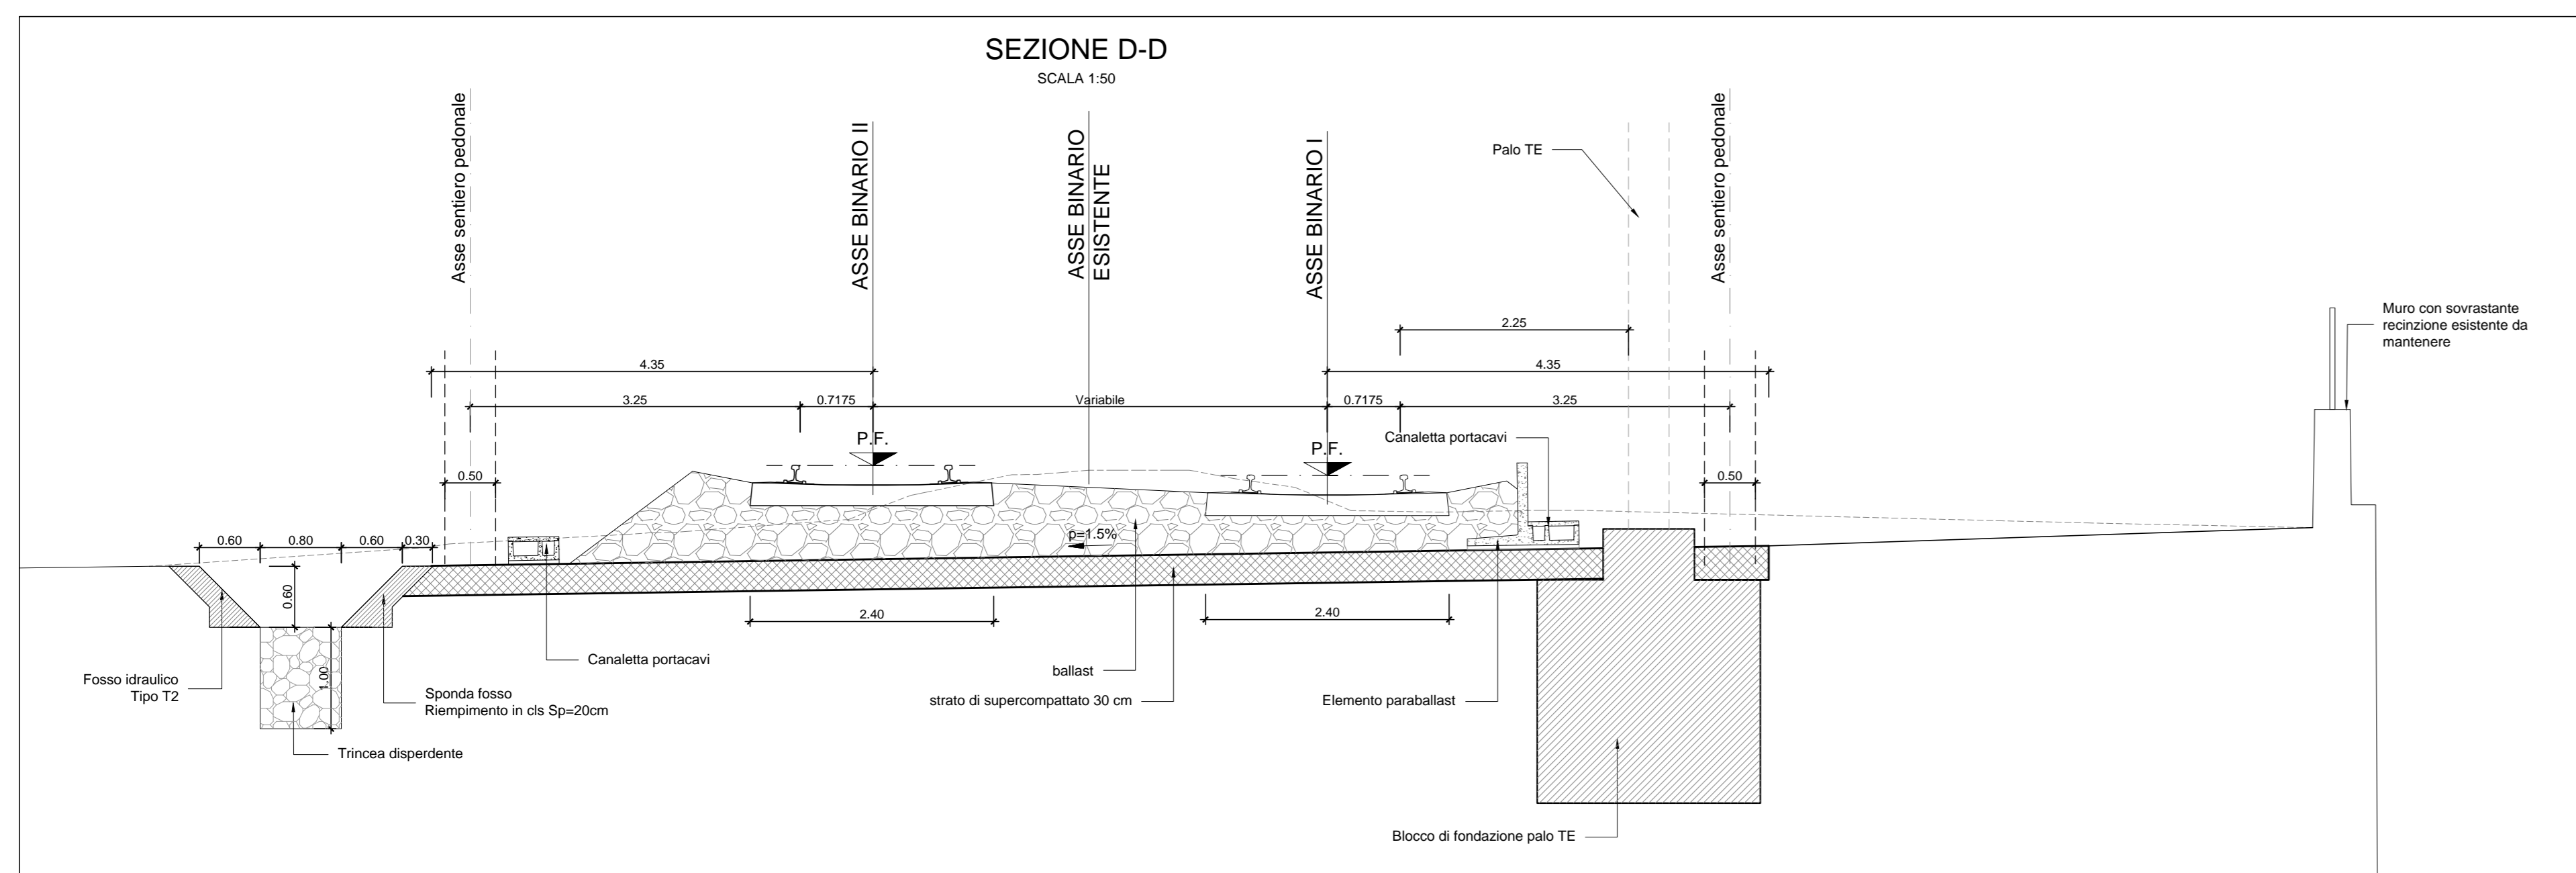 SEZIONE D-D
SCALA 1:50
Asse sentiero pedonale
ASSE BINARIO II
ASSE BINARIO
ESISTENTE
ASSE BINARIO I
Palo TE
Asse sentiero pedonale
Muro con sovrastante
recinzione esistente da
mantenere
2.25
4.35
4.35
3.25
0.7175
Variabile
0.7175
3.25
P.F.
P.F.
Canaletta portacavi
0.50
0.50
p=1.5%
0.60
0.80
0.60
0.30
0.60
2.40
2.40
1.00
Canaletta portacavi
ballast
Fosso idraulico
Tipo T2
Sponda fosso
Riempimento in cls Sp=20cm
strato di supercompattato 30 cm
Elemento paraballast
Trincea disperdente
Blocco di fondazione palo TE